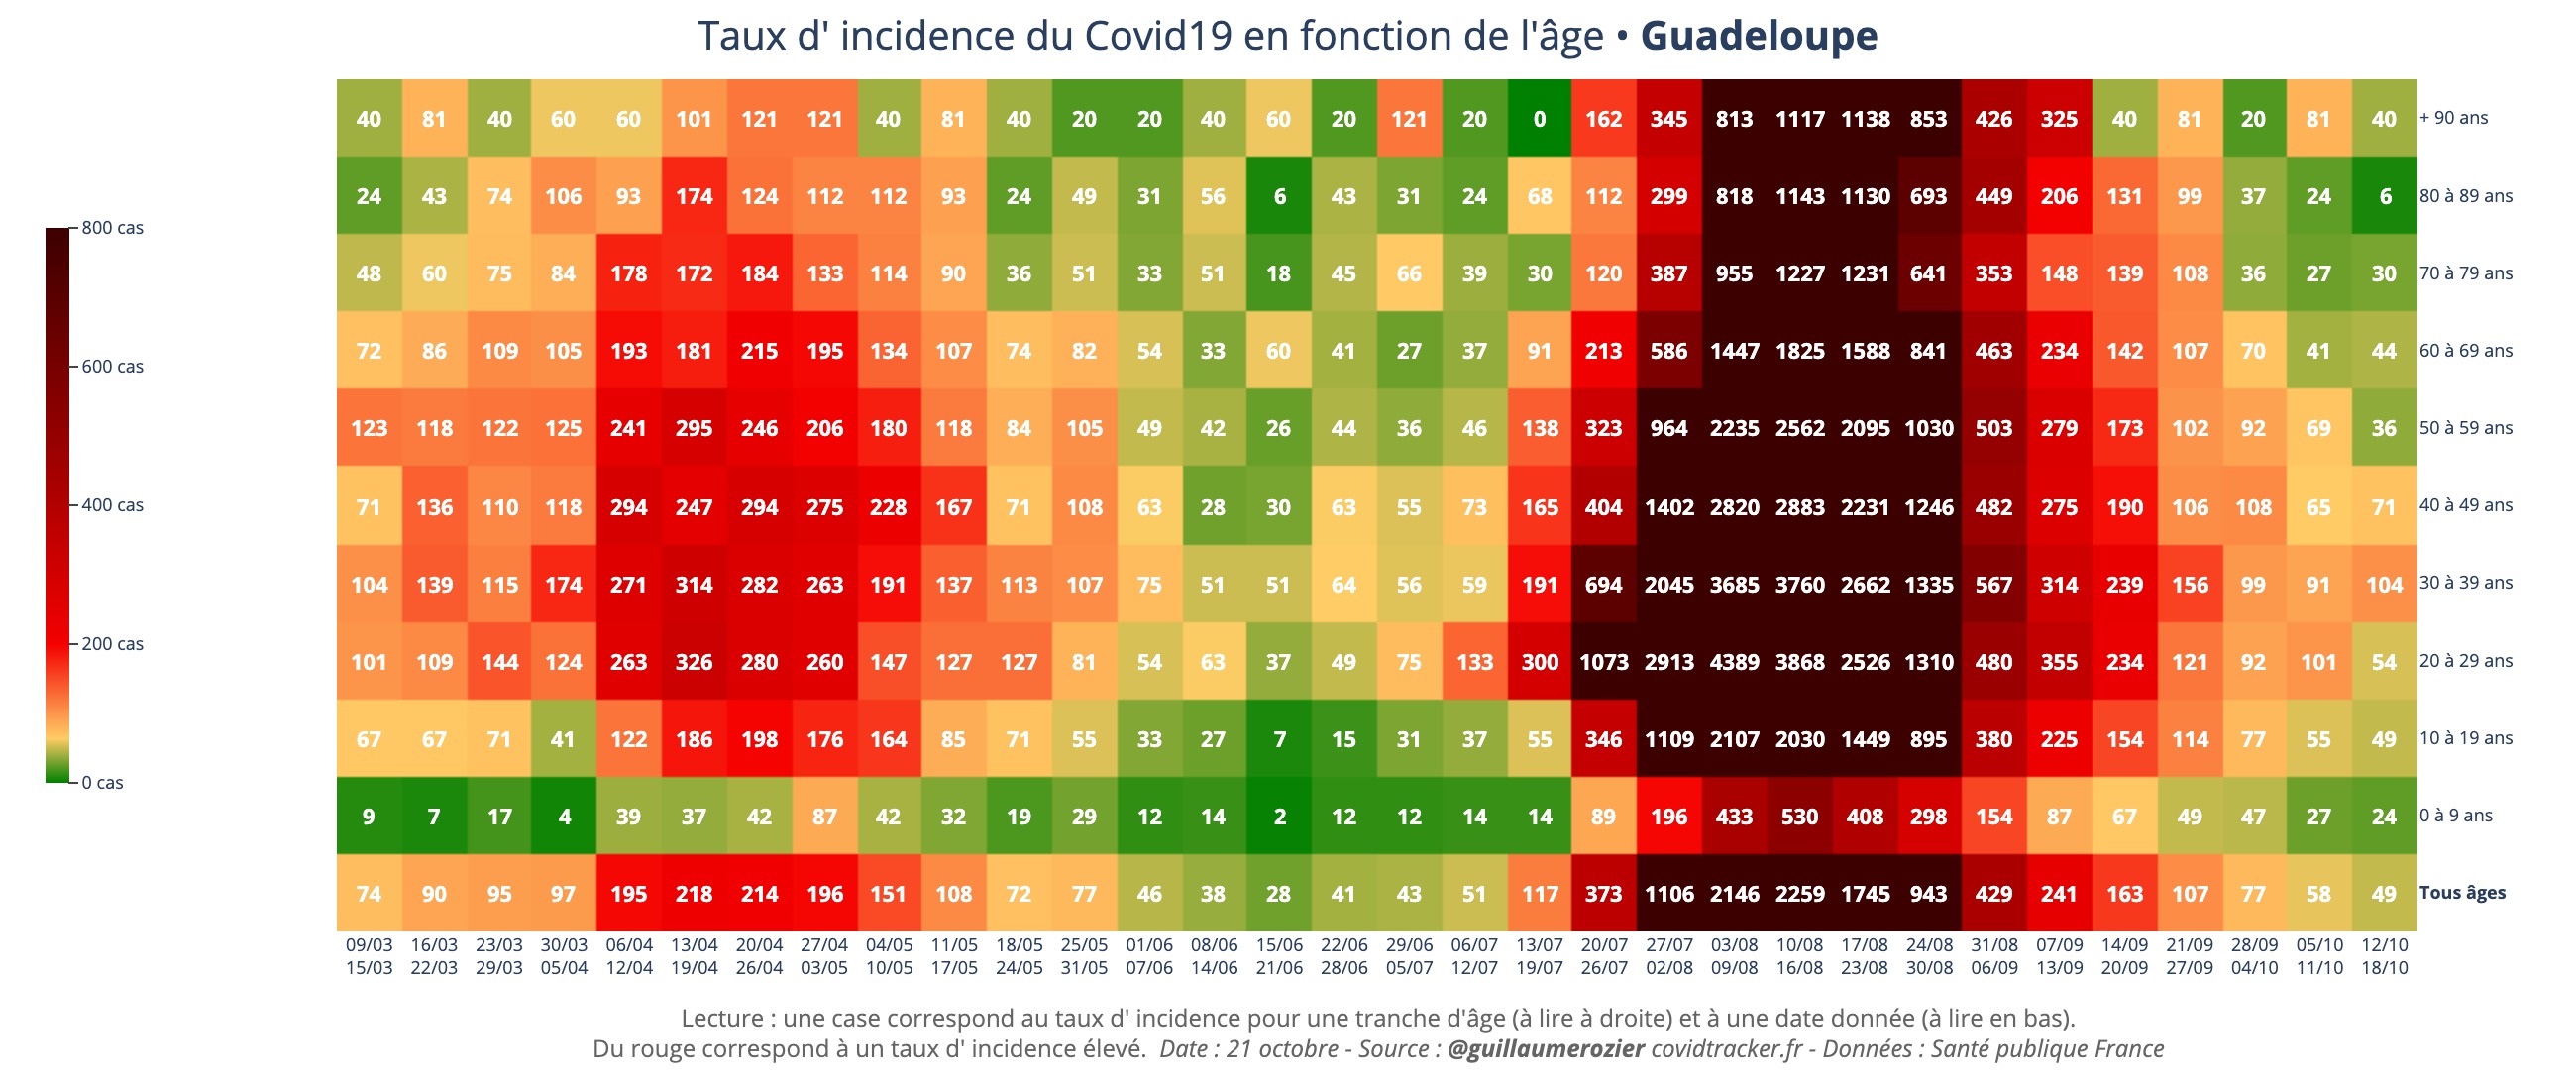 Taux d' incidence du Covid19 en fonction de l'âge • Guadeloupe
800 cas
600 cas
400 cas
200 cas
0 cas
40 81 40 60 60 101 121 121 40 81 40 20 20 40 60 20 121 20 0 162 345 813 1117 1138 853 426 325 40 81 20 81 40 + 90 ans
24 43 74 106 93 174 124 112 112 93 24 49 31 56 6 43 31 24 68 112 299 818 1143 1130 693 449 206 131 99 37 24 6 80 à 89 ans
48 60 75 84 178 172 184 133 114 90 36 51 33 51 18 45 66 39 30 120 387 955 1227 1231 641 353 148 139 108 36 27 30 70 à 79 ans
72 86 109 105 193 181 215 195 134 107 74 82 54 33 60 41 27 37 91 213 586 1447 1825 1588 841 463 234 142 107 70 41 44 60 à 69 ans
123 118 122 125 241 295 246 206 180 118 84 105 49 42 26 44 36 46 138 323 964 2235 2562 2095 1030 503 279 173 102 92 69 36 50 à 59 ans
71 136 110 118 294 247 294 275 228 167 71 108 63 28 30 63 55 73 165 404 1402 2820 2883 2231 1246 482 275 190 106 108 65 71 40 à 49 ans
104 139 115 174 271 314 282 263 191 137 113 107 75 51 51 64 56 59 191 694 2045 3685 3760 2662 1335 567 314 239 156 99 91 104 30 à 39 ans
101 109 144 124 263 326 280 260 147 127 127 81 54 63 37 49 75 133 300 1073 2913 4389 3868 2526 1310 480 355 234 121 92 101 54 20 à 29 ans
67 67 71 41 122 186 198 176 164 85 71 55 33 27 7 15 31 37 55 346 1109 2107 2030 1449 895 380 225 154 114 77 55 49 10 à 19 ans
9 7 17 4 39 37 42 87 42 32 19 29 12 14 2 12 12 14 14 89 196 433 530 408 298 154 87 67 49 47 27 24 0 à 9 ans
74 90 95 97 195 218 214 196 151 108 72 77 46 38 28 41 43 51 117 373 1106 2146 2259 1745 943 429 241 163 107 77 58 49 Tous âges
09/03 16/03 23/03 30/03 06/04 13/04 20/04 27/04 04/05 11/05 18/05 25/05 01/06 08/06 15/06 22/06 29/06 06/07 13/07 20/07 27/07 03/08 10/08 17/08 24/08 31/08 07/09 14/09 21/09 28/09 05/10 12/10
15/03 22/03 29/03 05/04 12/04 19/04 26/04 03/05 10/05 17/05 24/05 31/05 07/06 14/06 21/06 28/06 05/07 12/07 19/07 26/07 02/08 09/08 16/08 23/08 30/08 06/09 13/09 20/09 27/09 04/10 11/10 18/10
Lecture : une case correspond au taux d' incidence pour une tranche d'âge (à lire à droite) et à une date donnée (à lire en bas).
Du rouge correspond à un taux d' incidence élevé. Date : 21 octobre - Source : @guillaumerozier covidtracker.fr - Données : Santé publique France